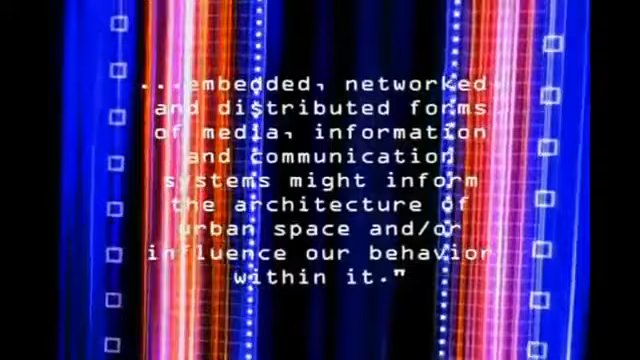 ...embedded, networked
and distributed forms
of media, information
and communication
systems might inform
the architecture of
urban space and/or
influence our behavior
within it."